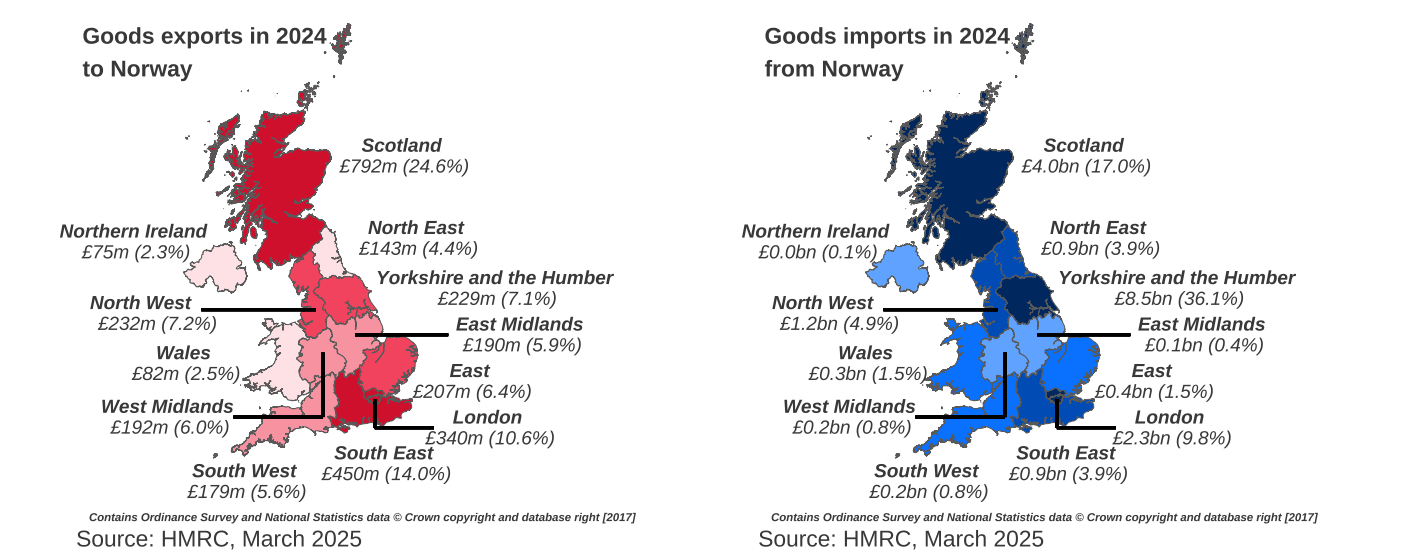 Goods exports in 2024
to Norway
Scotland
£792m (24.6%)
Northern Ireland
£75m (2.3%)
North East
£143m (4.4%)
Yorkshire and the Humber
£229m (7.1%)
North West
£232m (7.2%)
East Midlands
£190m (5.9%)
Wales
£82m (2.5%)
East
£207m (6.4%)
West Midlands
£192m (6.0%)
London
£340m (10.6%)
South East
£450m (14.0%)
South West
£179m (5.6%)
Contains Ordinance Survey and National Statistics data © Crown copyright and database right [2017]
Source: HMRC, March 2025
Goods imports in 2024
from Norway
Scotland
£4.0bn (17.0%)
Northern Ireland
£0.0bn (0.1%)
North East
£0.9bn (3.9%)
Yorkshire and the Humber
£8.5bn (36.1%)
North West
£1.2bn (4.9%)
East Midlands
£0.1bn (0.4%)
Wales
£0.3bn (1.5%)
East
£0.4bn (1.5%)
West Midlands
£0.2bn (0.8%)
London
£2.3bn (9.8%)
South East
£0.9bn (3.9%)
South West
£0.2bn (0.8%)
Contains Ordinance Survey and National Statistics data © Crown copyright and database right [2017]
Source: HMRC, March 2025